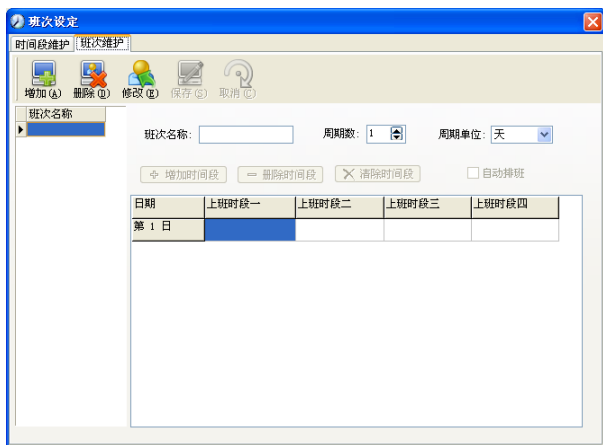 班次设定
时间段维护 班次维护
增加(A) 删除(D) 修改(E) 保存(S) 取消(C)
班次名称
班次名称: 周期数: 1 周期单位: 天
增加时间段 删除时间段 清除时间段 自动排班
日期 上班时段一 上班时段二 上班时段三 上班时段四
第 1 日